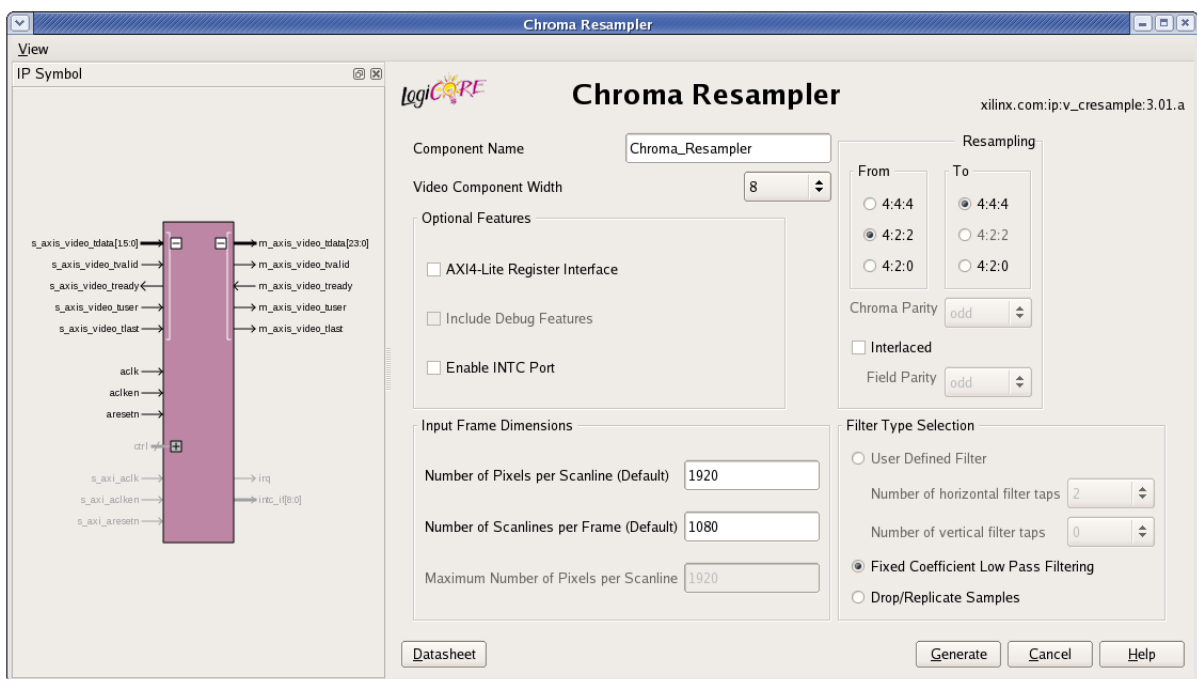 Chroma Resampler
View
IP Symbol
s_axis_video_tdata[15:0]
s_axis_video_tvalid
s_axis_video_tready
s_axis_video_tuser
s_axis_video_tlast
aclk
aclken
aresetn
ctrl
s_axi_aclk
s_axi_aclken
s_axi_aresetn
m_axis_video_tdata[23:0]
m_axis_video_tvalid
m_axis_video_tready
m_axis_video_tuser
m_axis_video_tlast
irq
intc_if[8:0]
LogiCORE
Chroma Resampler
xilinx.com:ip:v_cresample:3.01.a
Component Name Chroma_Resampler
Video Component Width 8
Optional Features
AXI4-Lite Register Interface
Include Debug Features
Enable INTC Port
Resampling
From
4:4:4
4:2:2
4:2:0
To
4:4:4
4:2:2
4:2:0
Chroma Parity odd
Interlaced
Field Parity odd
Input Frame Dimensions
Number of Pixels per Scanline (Default) 1920
Number of Scanlines per Frame (Default) 1080
Maximum Number of Pixels per Scanline 1920
Filter Type Selection
User Defined Filter
Number of horizontal filter taps 2
Number of vertical filter taps 0
Fixed Coefficient Low Pass Filtering
Drop/Replicate Samples
Datasheet
Generate
Cancel
Help